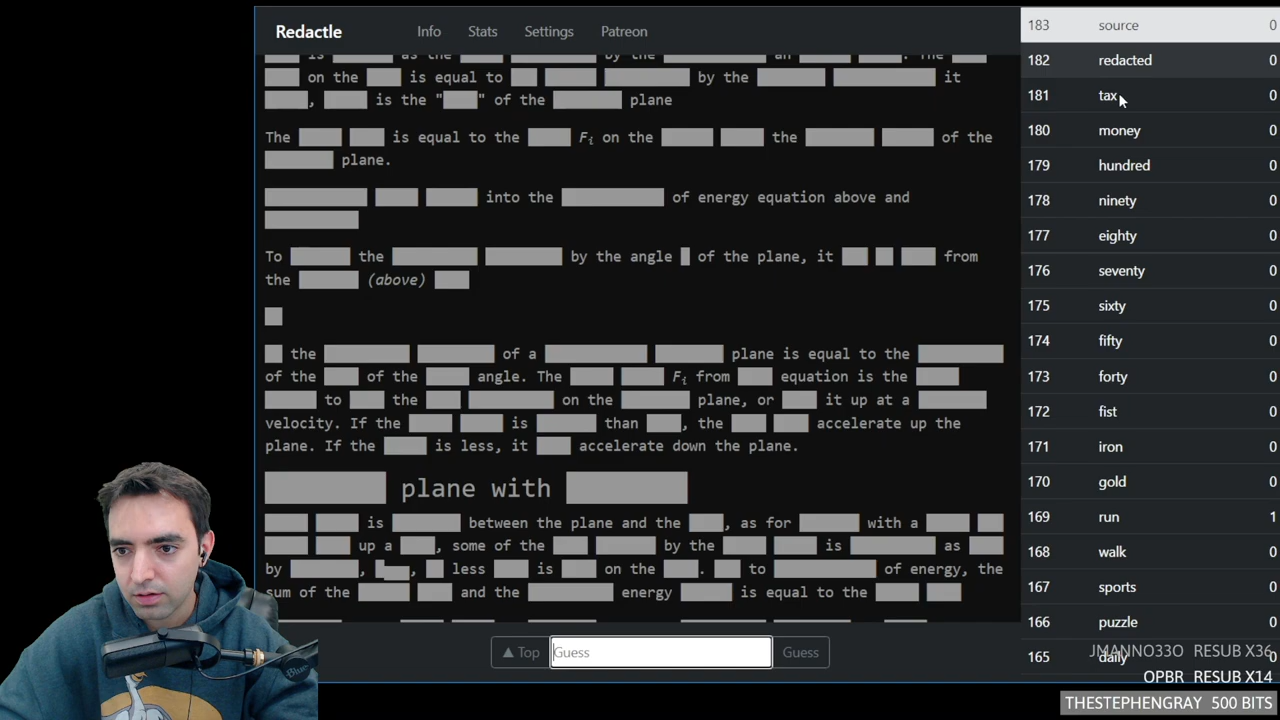 Redactle Info Stats Settings Patreon
183 source 0
182 redacted 0
181 tax 0
180 money 0
179 hundred 0
178 ninety 0
177 eighty 0
176 seventy 0
175 sixty 0
174 fifty 0
173 forty 0
172 fist 0
171 iron 0
170 gold 0
169 run 1
168 walk 0
167 sports 0
166 puzzle 0
165 daily 0
is as the by the an . The
on the is equal to by the it
, is the " " of the plane
The is equal to the Fi on the the of the
plane.
into the of energy equation above and
To the by the angle of the plane, it from
the (above)
the of a plane is equal to the
of the of the angle. The Fi from equation is the
to the on the plane, or it up at a
velocity. If the is than , the accelerate up the
plane. If the is less, it accelerate down the plane.
plane with
is between the plane and the , as for with a
up a , some of the by the is as
by , , less is on the . to of energy, the
sum of the and the energy is equal to the
▲ Top Guess Guess
JMANNO33O RESUB X36
OPBR RESUB X14
THESTEPHENGRAY 500 BITS